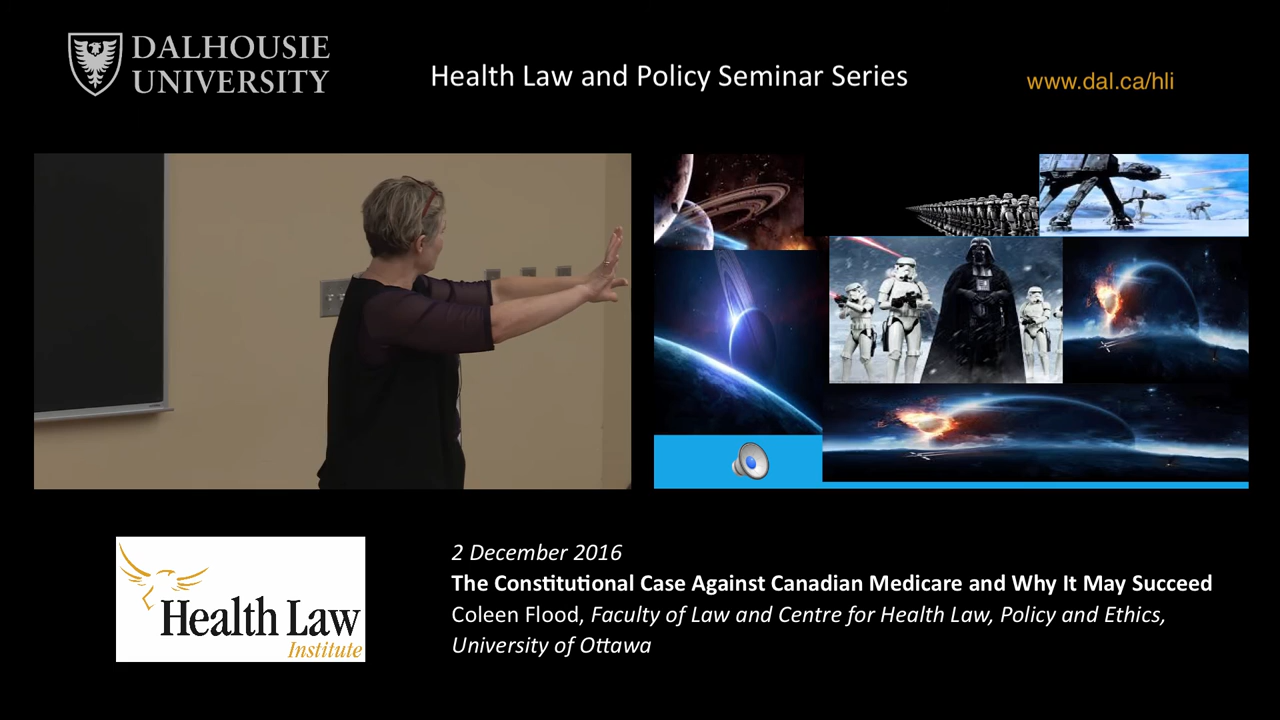 DALHOUSIE
UNIVERSITY
Health Law and Policy Seminar Series
www.dal.ca/hli
Health Law
Institute
2 December 2016
The Constitutional Case Against Canadian Medicare and Why It May Succeed
Coleen Flood, Faculty of Law and Centre for Health Law, Policy and Ethics,
University of Ottawa